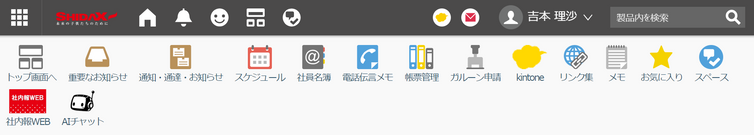 吉本 理沙
製品内を検索
トップ画面へ
重要なお知らせ
通知・通達・お知らせ
スケジュール
社員名簿
電話伝言メモ
帳票管理
ガルーン申請
kintone
リンク集
メモ
お気に入り
スペース
社内報WEB
社内報WEB
AIチャット